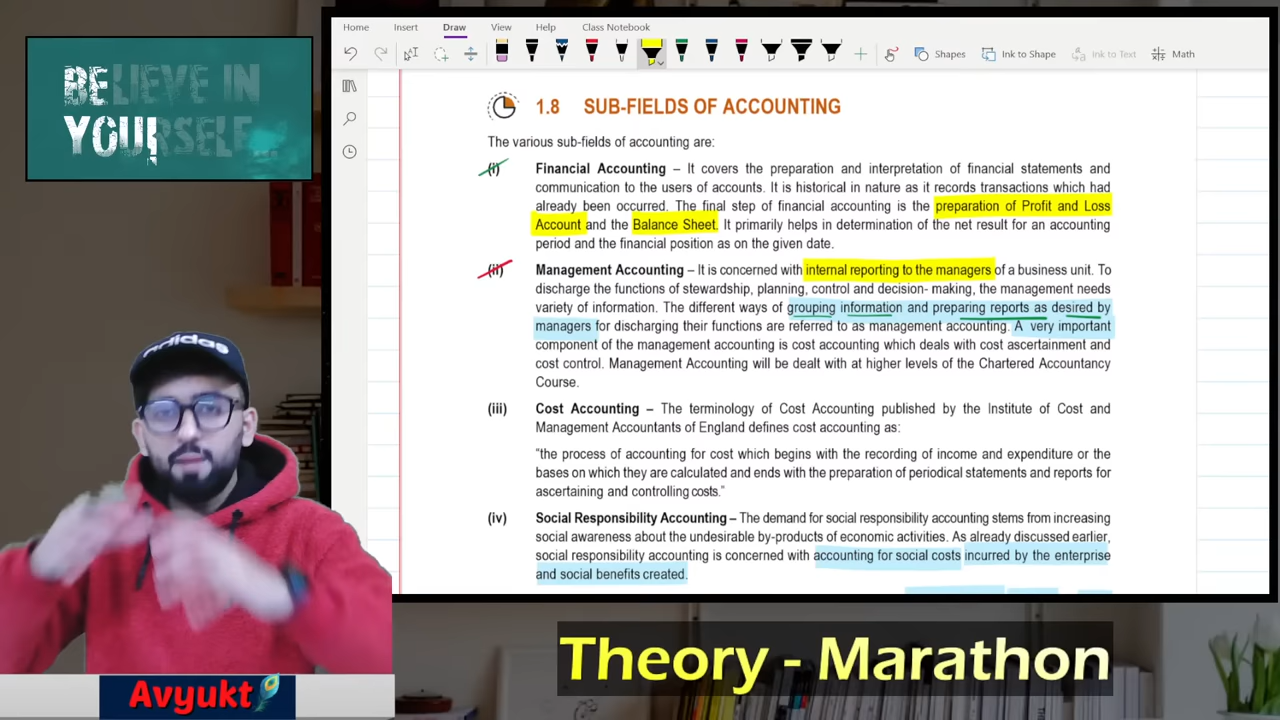 BELIEVE IN
YOURSELF...
Home Insert Draw View Help Class Notebook
Shapes Ink to Shape Ink to Text Math
1.8 SUB-FIELDS OF ACCOUNTING
The various sub-fields of accounting are:
(i) Financial Accounting – It covers the preparation and interpretation of financial statements and
communication to the users of accounts. It is historical in nature as it records transactions which had
already been occurred. The final step of financial accounting is the preparation of Profit and Loss
Account and the Balance Sheet. It primarily helps in determination of the net result for an accounting
period and the financial position as on the given date.
(ii) Management Accounting – It is concerned with internal reporting to the managers of a business unit. To
discharge the functions of stewardship, planning, control and decision- making, the management needs
variety of information. The different ways of grouping information and preparing reports as desired by
managers for discharging their functions are referred to as management accounting. A very important
component of the management accounting is cost accounting which deals with cost ascertainment and
cost control. Management Accounting will be dealt with at higher levels of the Chartered Accountancy
Course.
(iii) Cost Accounting – The terminology of Cost Accounting published by the Institute of Cost and
Management Accountants of England defines cost accounting as:
“the process of accounting for cost which begins with the recording of income and expenditure or the
bases on which they are calculated and ends with the preparation of periodical statements and reports for
ascertaining and controlling costs.”
(iv) Social Responsibility Accounting – The demand for social responsibility accounting stems from increasing
social awareness about the undesirable by-products of economic activities. As already discussed earlier,
social responsibility accounting is concerned with accounting for social costs incurred by the enterprise
and social benefits created.
adidas
Avyukt
Theory - Marathon